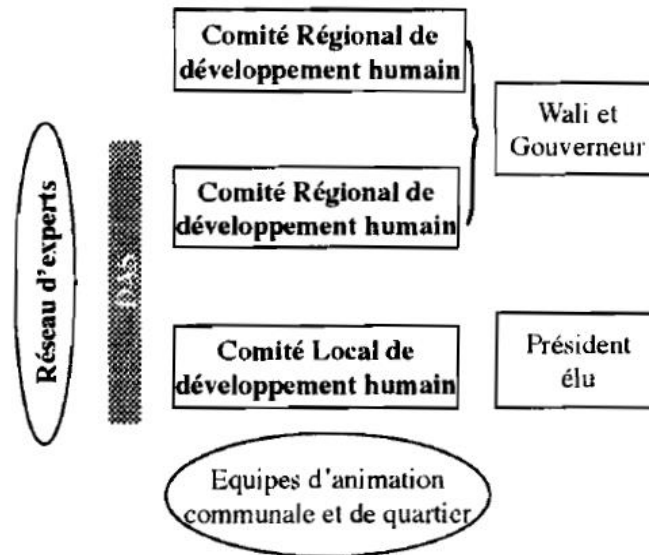 Comité Régional de
développement humain
Wali et
Gouverneur
Comité Régional de
développement humain
Réseau d'experts
DAS
Comité Local de
développement humain
Président
élu
Equipes d'animation
communale et de quartier